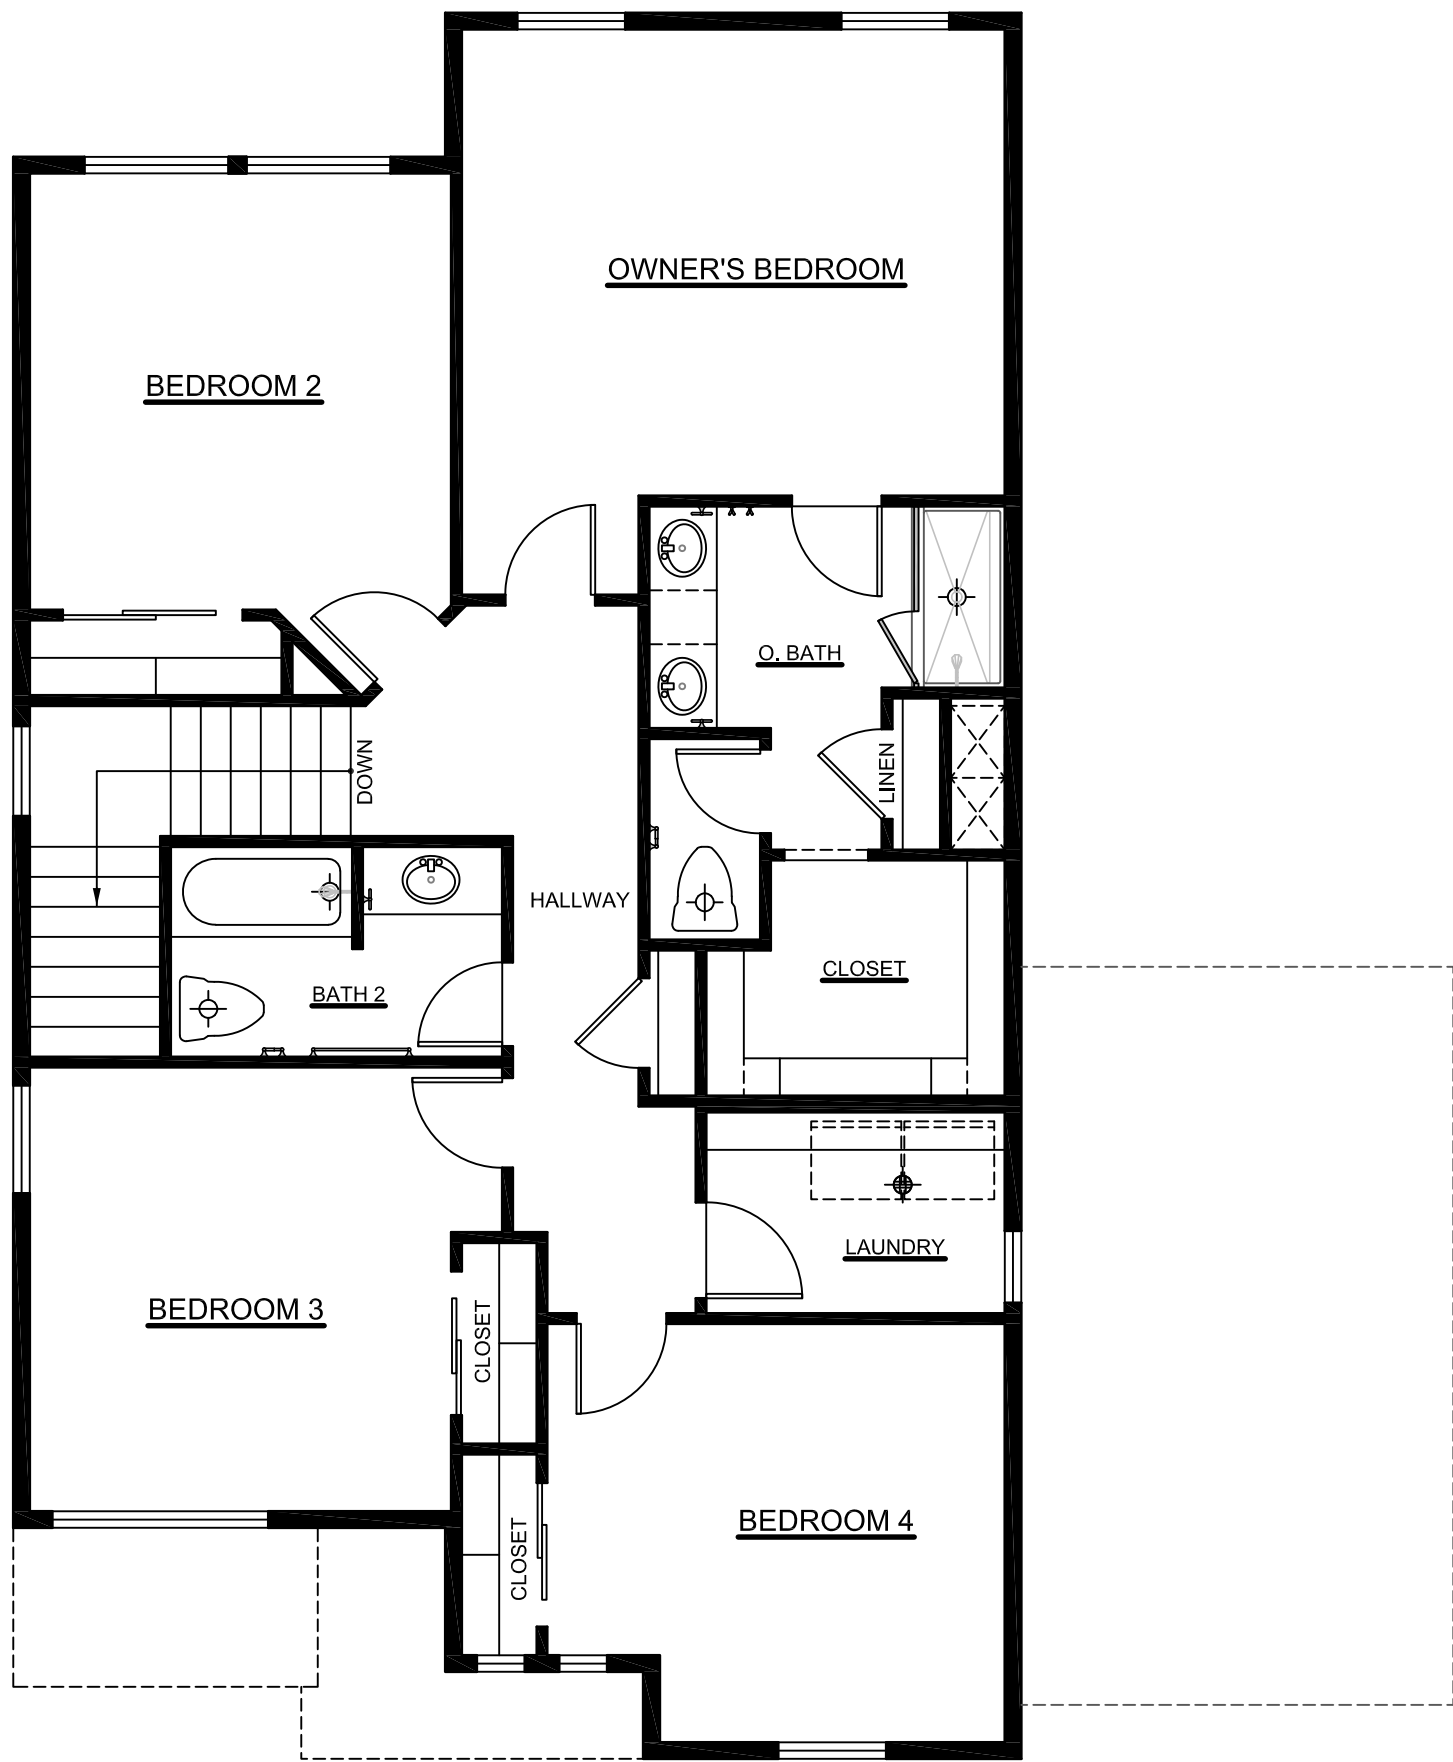 OWNER'S BEDROOM
BEDROOM 2
O. BATH
DOWN
LINEN
HALLWAY
CLOSET
BATH 2
LAUNDRY
BEDROOM 3
CLOSET
BEDROOM 4
CLOSET